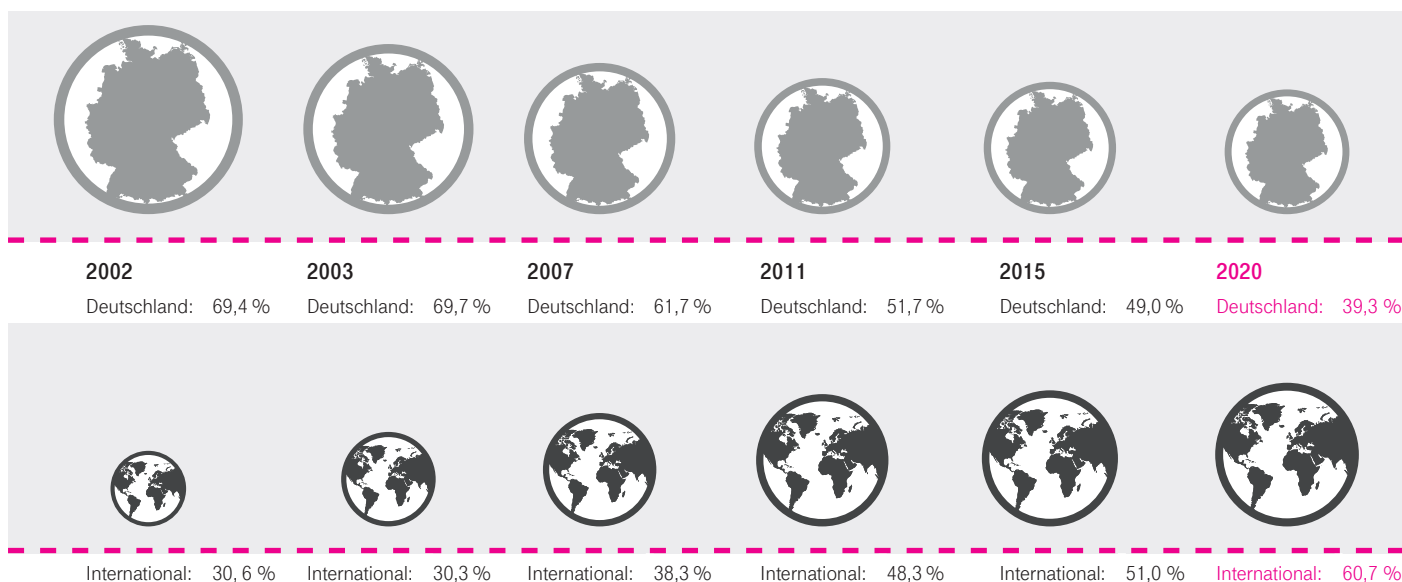 2002 2003 2007 2011 2015 2020
Deutschland: 69,4 % Deutschland: 69,7 % Deutschland: 61,7 % Deutschland: 51,7 % Deutschland: 49,0 % Deutschland: 39,3 %
International: 30, 6 % International: 30,3 % International: 38,3 % International: 48,3 % International: 51,0 % International: 60,7 %